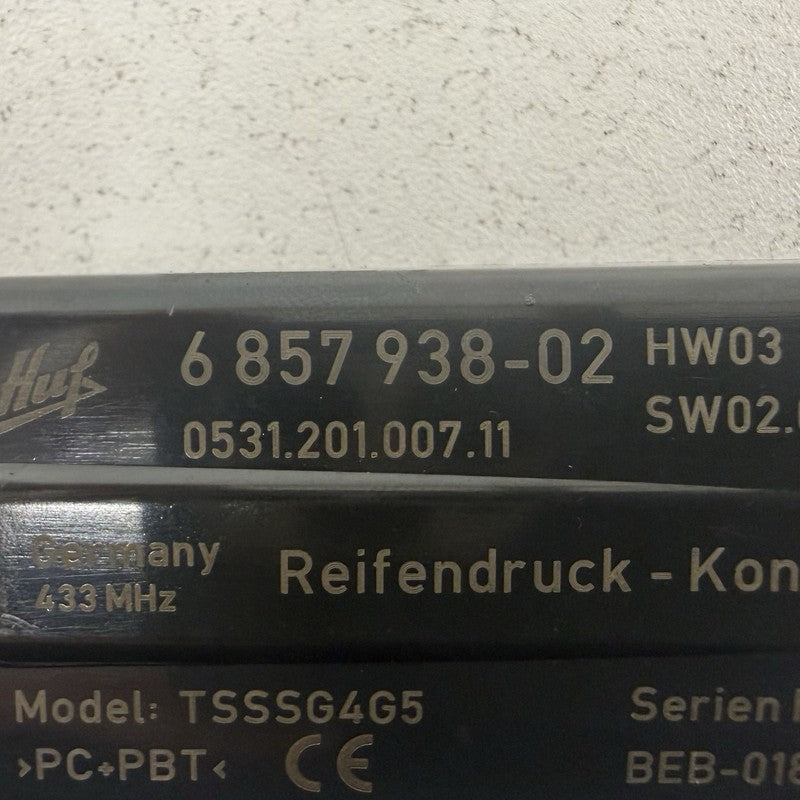 Huf
6 857 938-02 HW03
0531.201.007.11 SW02.
Germany
433 MHz
Reifendruck - Kon
Model: TSSSG4G5
Serien
>PC+PBT< CE
BEB-018